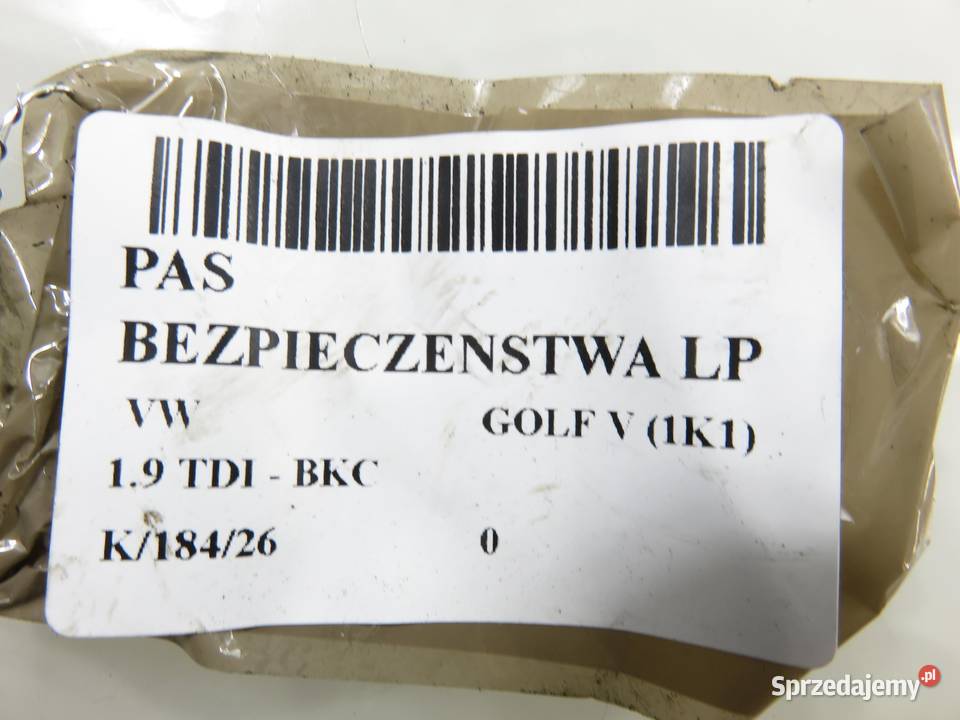 PAS
BEZPIECZENSTWA LP
VW GOLF V (1K1)
1.9 TDI - BKC
K/184/26 0
Sprzedajemy.pl